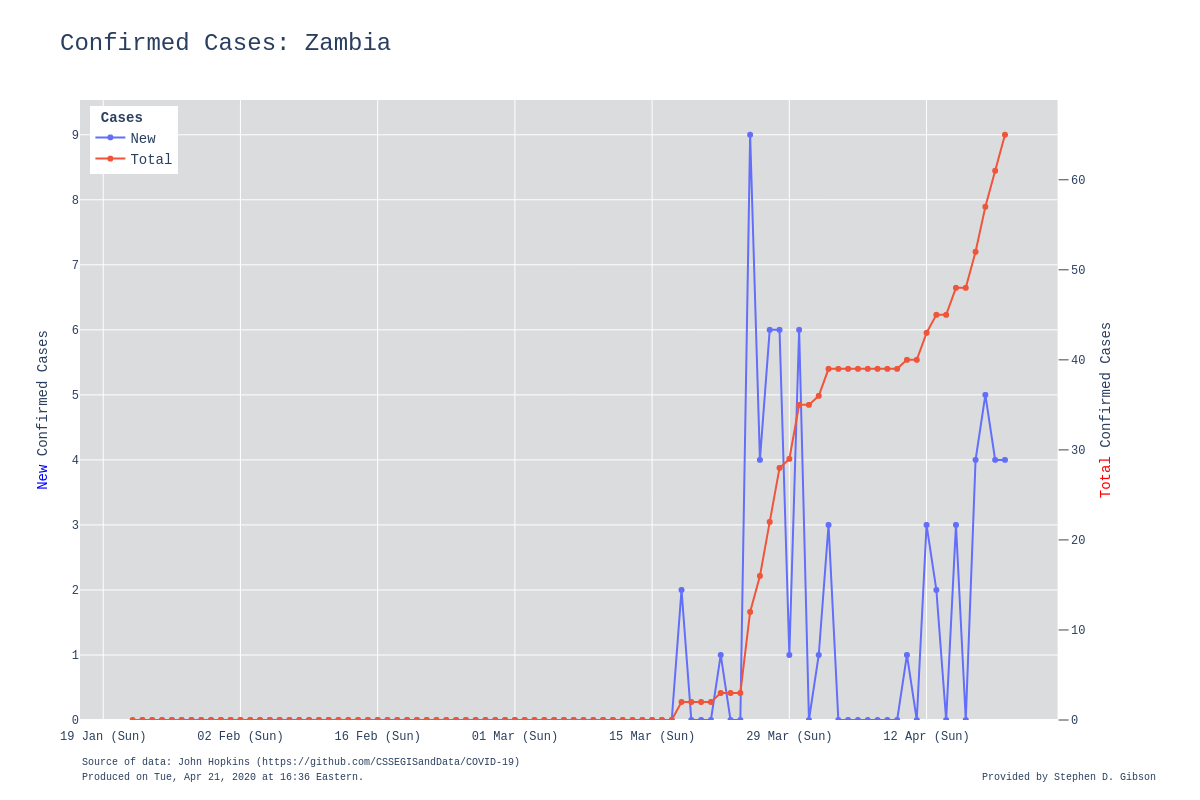 Confirmed Cases: Zambia
Cases
New
Total
9
8
7
6
5
4
3
2
1
0
New Confirmed Cases
60
50
40
30
20
10
0
Total Confirmed Cases
19 Jan (Sun) 02 Feb (Sun) 16 Feb (Sun) 01 Mar (Sun) 15 Mar (Sun) 29 Mar (Sun) 12 Apr (Sun)
Source of data: John Hopkins (https://github.com/CSSEGISandData/COVID-19)
Produced on Tue, Apr 21, 2020 at 16:36 Eastern.
Provided by Stephen D. Gibson